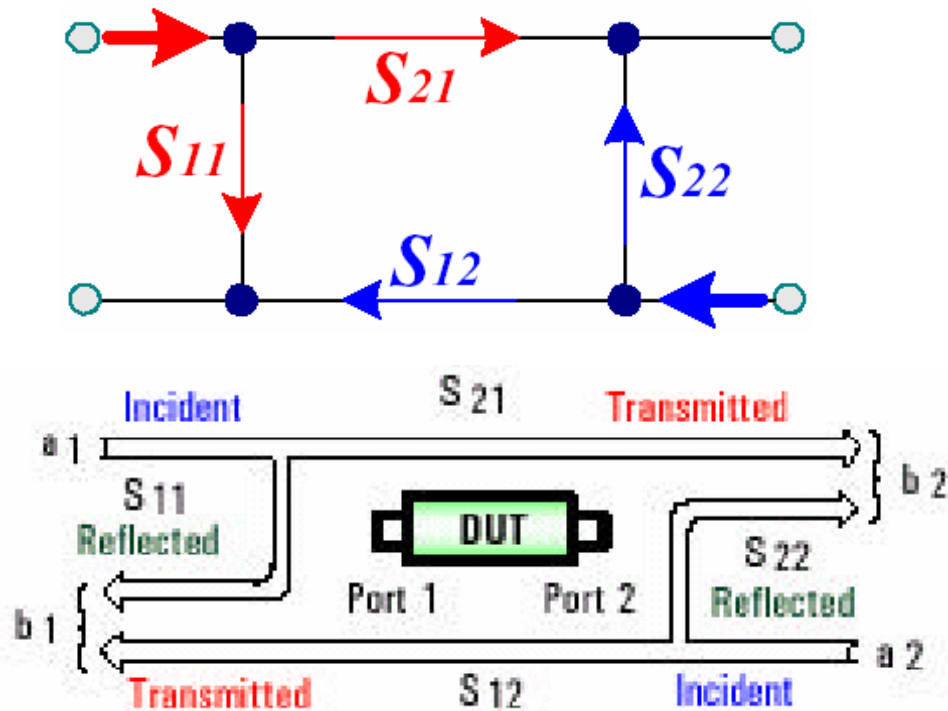 S21
S11
S22
S12
Incident
S 21
Transmitted
a 1
b 2
S 11
Reflected
DUT
S 22
Reflected
Port 1
Port 2
b 1
a 2
Transmitted
S 12
Incident